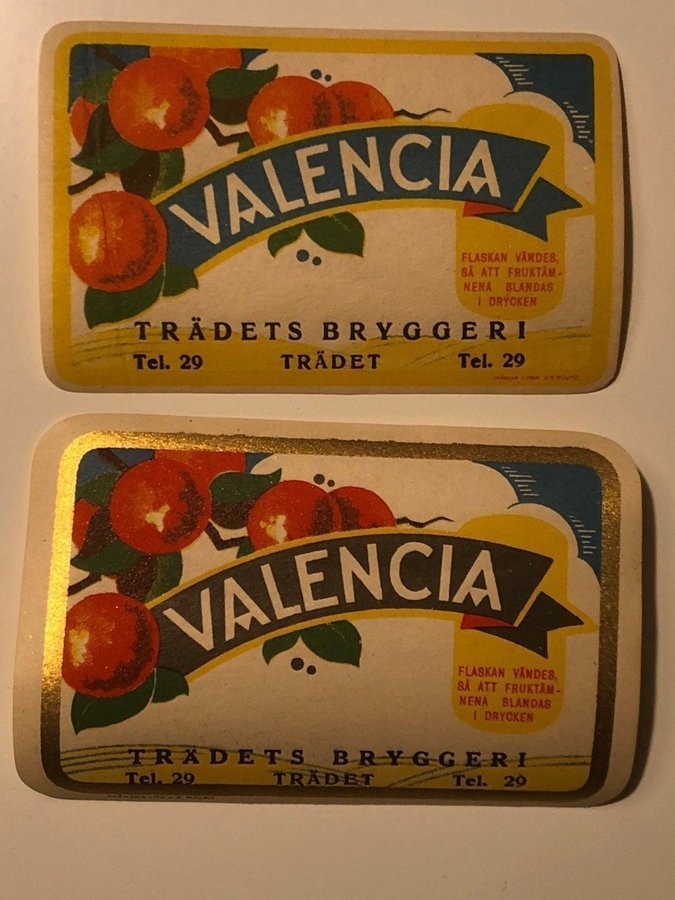 VALENCIA
FLASKAN VÄNDES,
SÅ ATT FRUKTÄM-
NENA BLANDAS
I DRYCKEN
TRÄDETS BRYGGERI
Tel. 29 TRÄDET Tel. 29
VALENCIA
FLASKAN VÄNDES,
SÅ ATT FRUKTÄM-
NENA BLANDAS
I DRYCKEN
TRÄDETS BRYGGERI
Tel. 29 TRÄDET Tel. 29